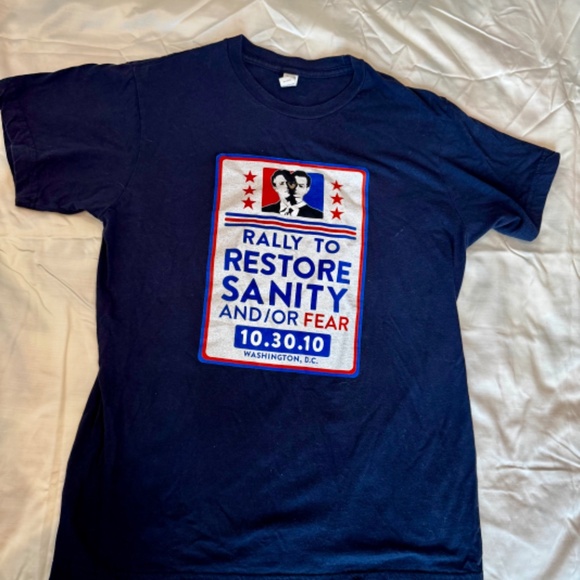 RALLY TO
RESTORE
SANITY
AND/OR FEAR
10.30.10
WASHINGTON, D.C.